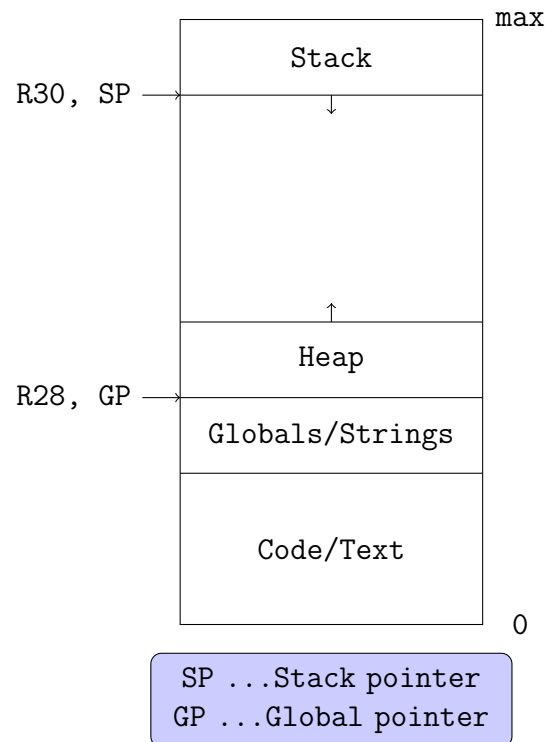 max
Stack
R30, SP
Heap
R28, GP
Globals/Strings
Code/Text
0
SP ...Stack pointer
GP ...Global pointer